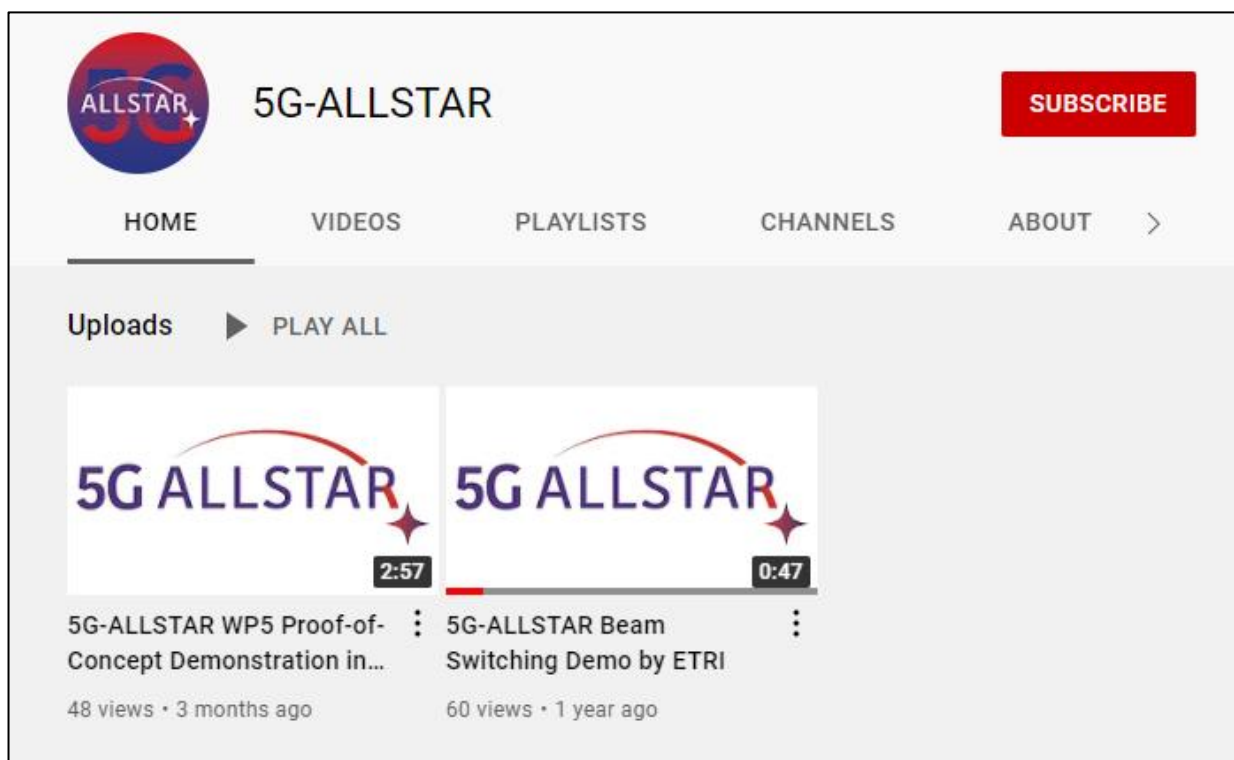 5G
ALLSTAR
5G-ALLSTAR
SUBSCRIBE
HOME VIDEOS PLAYLISTS CHANNELS ABOUT
Uploads PLAY ALL
5G ALLSTAR
2:57
5G ALLSTAR
0:47
5G-ALLSTAR WP5 Proof-of-
Concept Demonstration in...
48 views • 3 months ago
5G-ALLSTAR Beam
Switching Demo by ETRI
60 views • 1 year ago